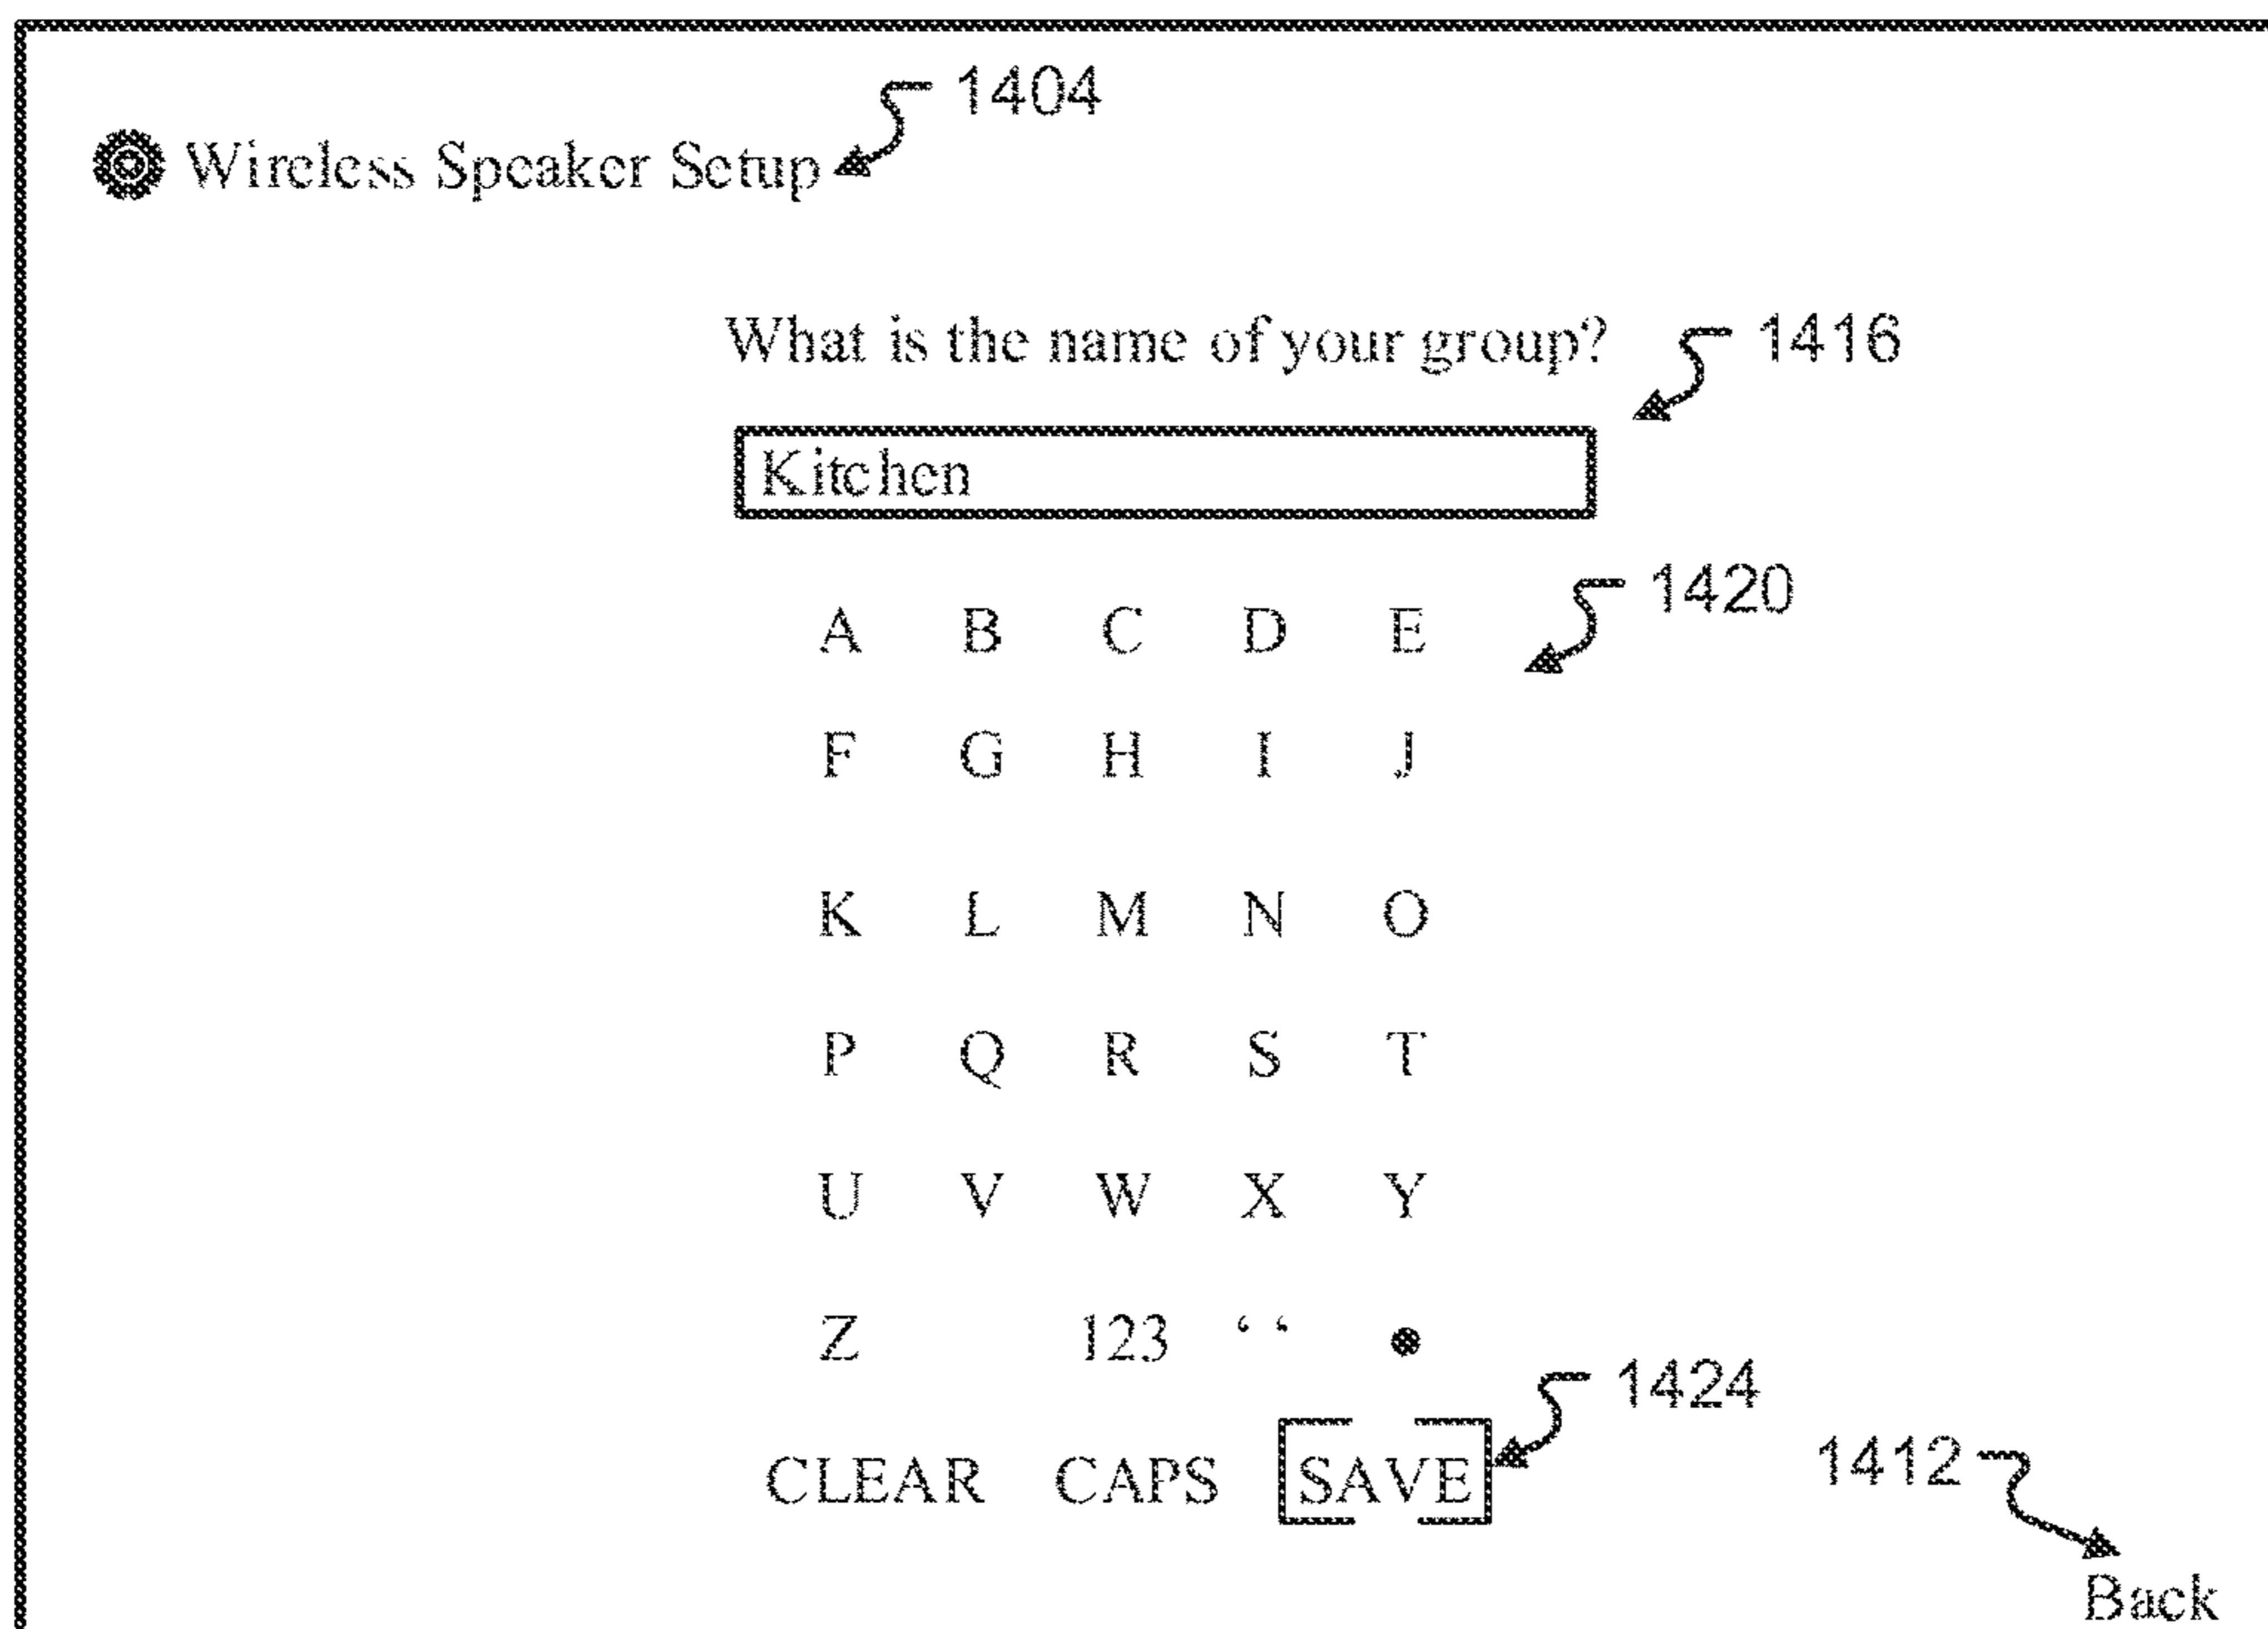 1404
Wireless Speaker Setup
What is the name of your group?
1416
Kitchen
1420
A B C D E
F G H I J
K L M N O
P Q R S T
U V W X Y
Z 123 ‘ ‘ ●
1424
CLEAR CAPS SAVE
1412
Back